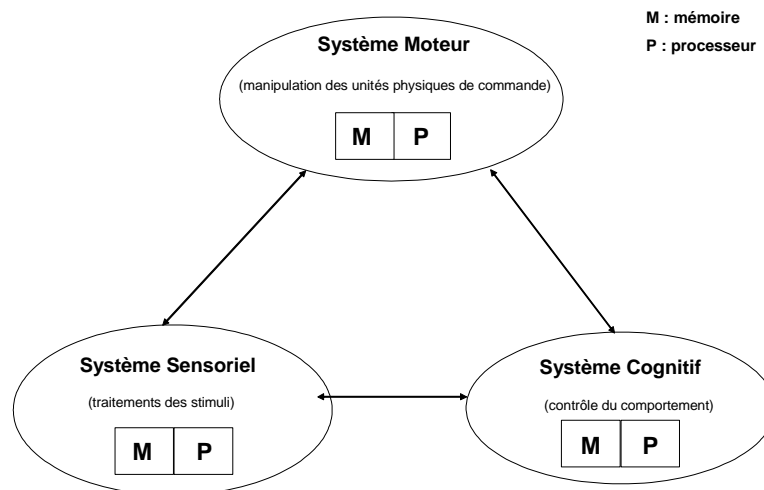 M : mémoire
P : processeur
Système Moteur
(manipulation des unités physiques de commande)
M P
Système Sensoriel
(traitements des stimuli)
M P
Système Cognitif
(contrôle du comportement)
M P